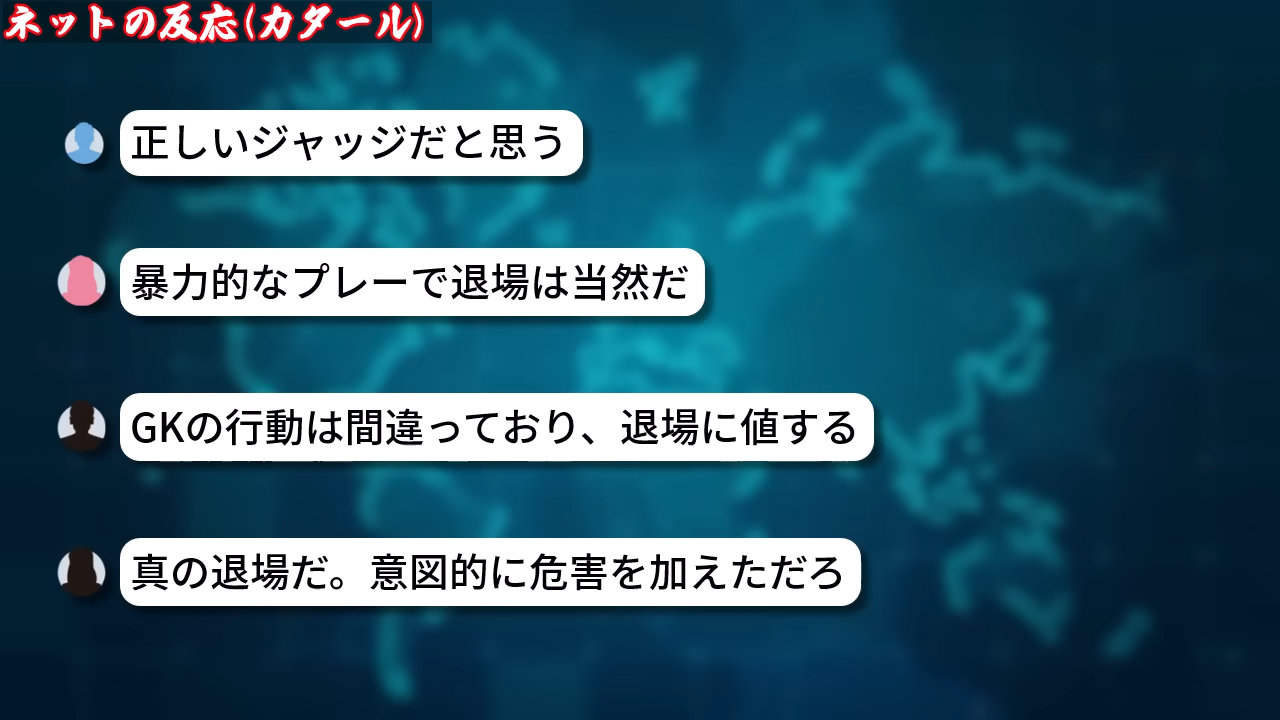 ネットの反応(カタール)
正しいジャッジだと思う
暴力的なプレーで退場は当然だ
GKの行動は間違っており、退場に値する
真の退場だ。意図的に危害を加えただろ